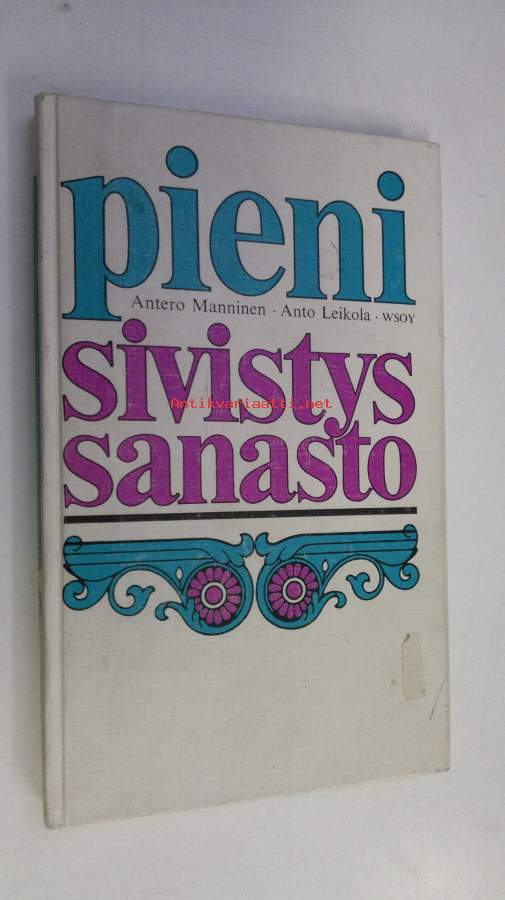 pieni
Antero Manninen · Anto Leikola · WSOY
sivistys
Antikvariaatti.net
sanasto